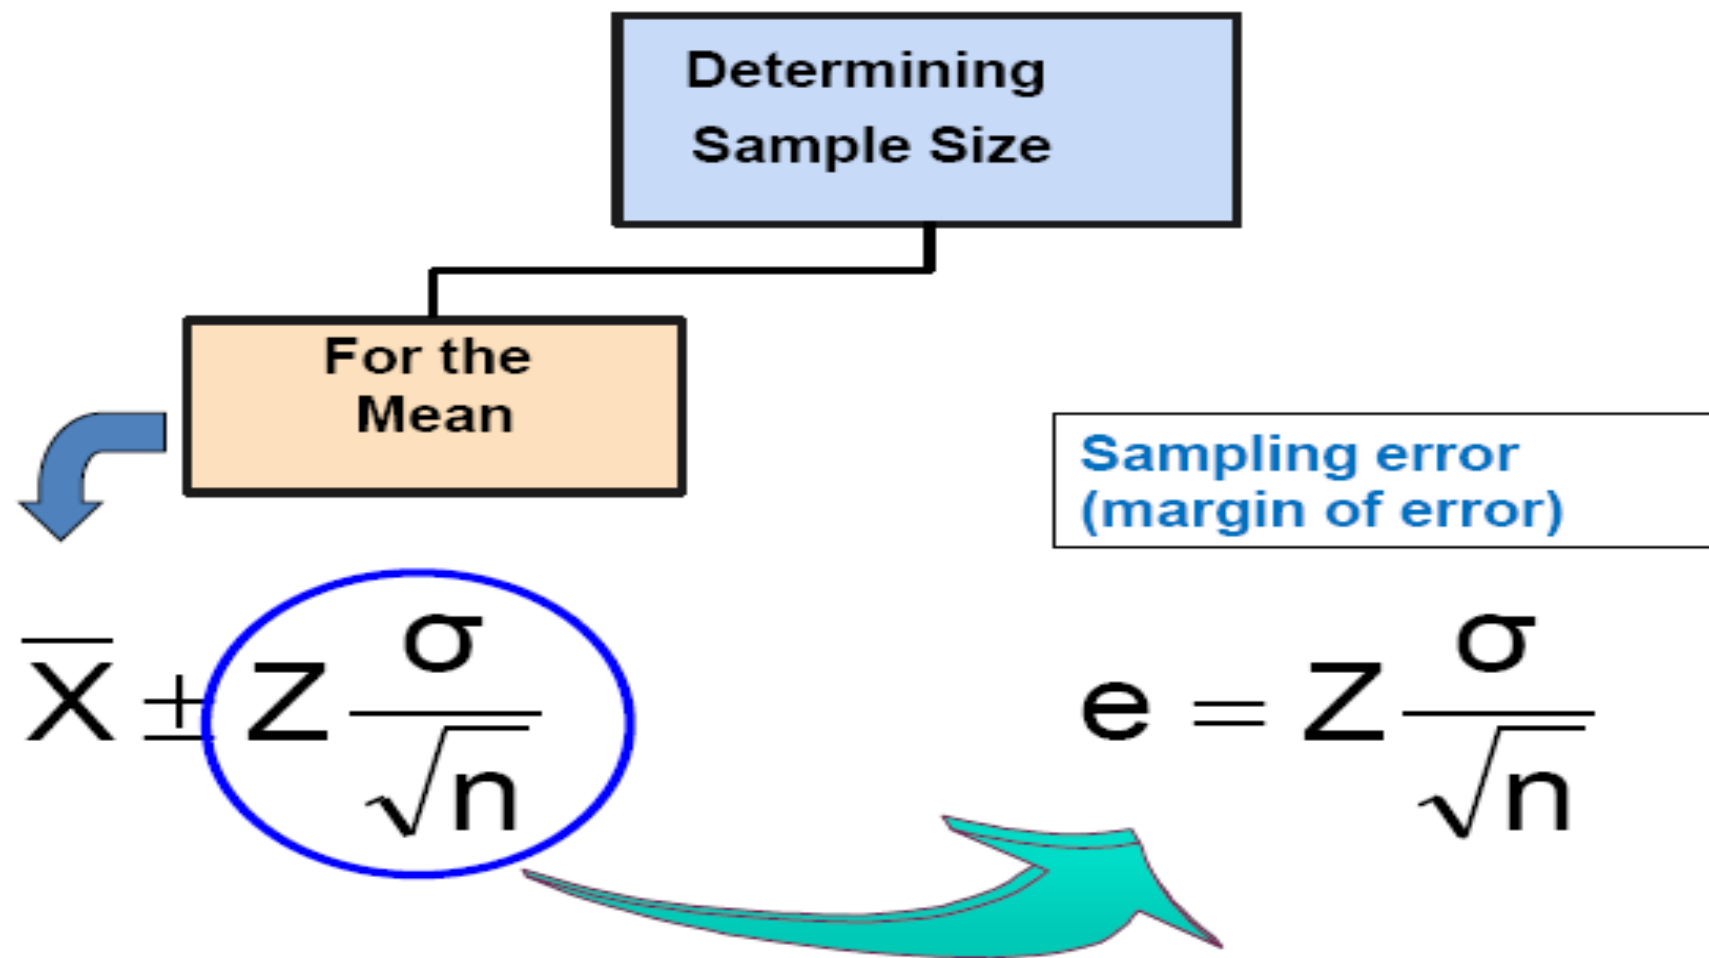 Determining
Sample Size
For the
Mean
Sampling error
(margin of error)
X̅ ± Z σ/√n
e = Z σ/√n